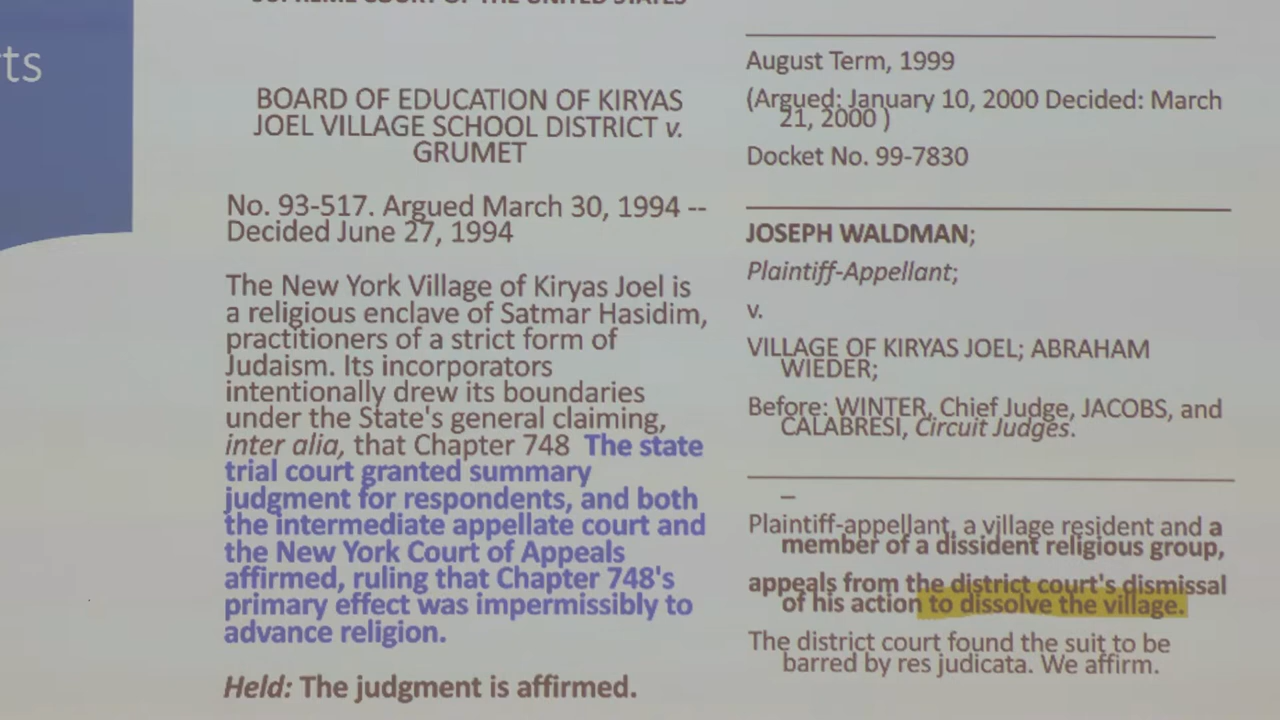 ts
SUPREME COURT OF THE UNITED STATES
BOARD OF EDUCATION OF KIRYAS
JOEL VILLAGE SCHOOL DISTRICT v.
GRUMET
No. 93-517. Argued March 30, 1994 --
Decided June 27, 1994
The New York Village of Kiryas Joel is
a religious enclave of Satmar Hasidim,
practitioners of a strict form of
Judaism. Its incorporators
intentionally drew its boundaries
under the State's general claiming,
inter alia, that Chapter 748 The state
trial court granted summary
judgment for respondents, and both
the intermediate appellate court and
the New York Court of Appeals
affirmed, ruling that Chapter 748's
primary effect was impermissibly to
advance religion.
Held: The judgment is affirmed.
August Term, 1999
(Argued: January 10, 2000 Decided: March
21, 2000 )
Docket No. 99-7830
JOSEPH WALDMAN;
Plaintiff-Appellant;
v.
VILLAGE OF KIRYAS JOEL; ABRAHAM
WIEDER;
Before: WINTER, Chief Judge, JACOBS, and
CALABRESI, Circuit Judges.
–
Plaintiff-appellant, a village resident and a
member of a dissident religious group,
appeals from the district court's dismissal
of his action to dissolve the village.
The district court found the suit to be
barred by res judicata. We affirm.